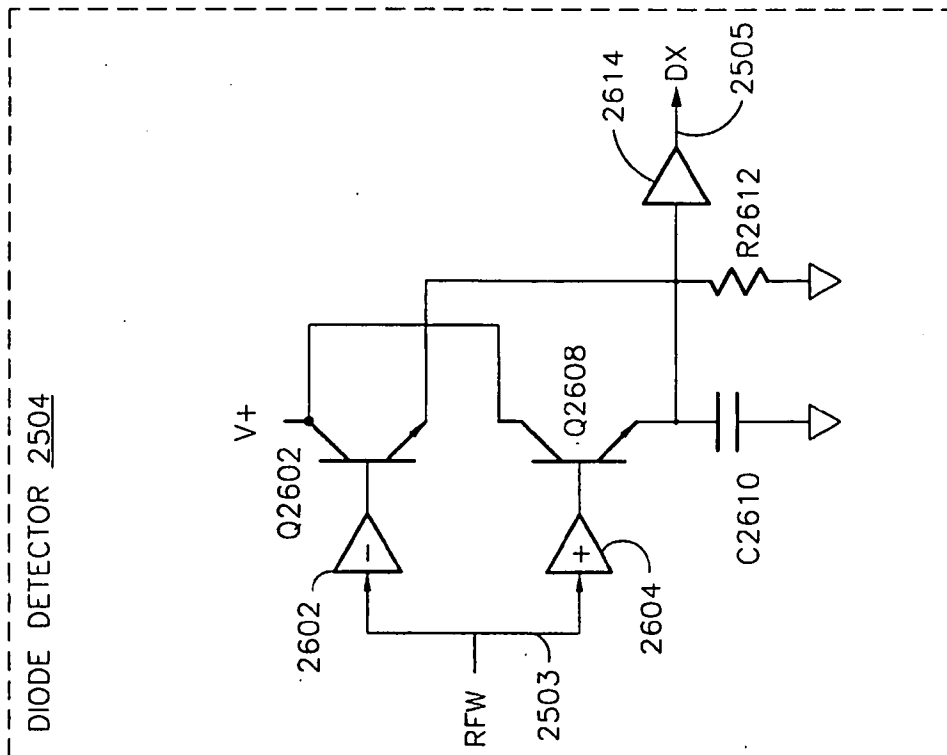 DIODE DETECTOR 2504
V+
Q2602
2602
−
RFW
2503
+
2604
Q2608
C2610
R2612
2614
DX
2505